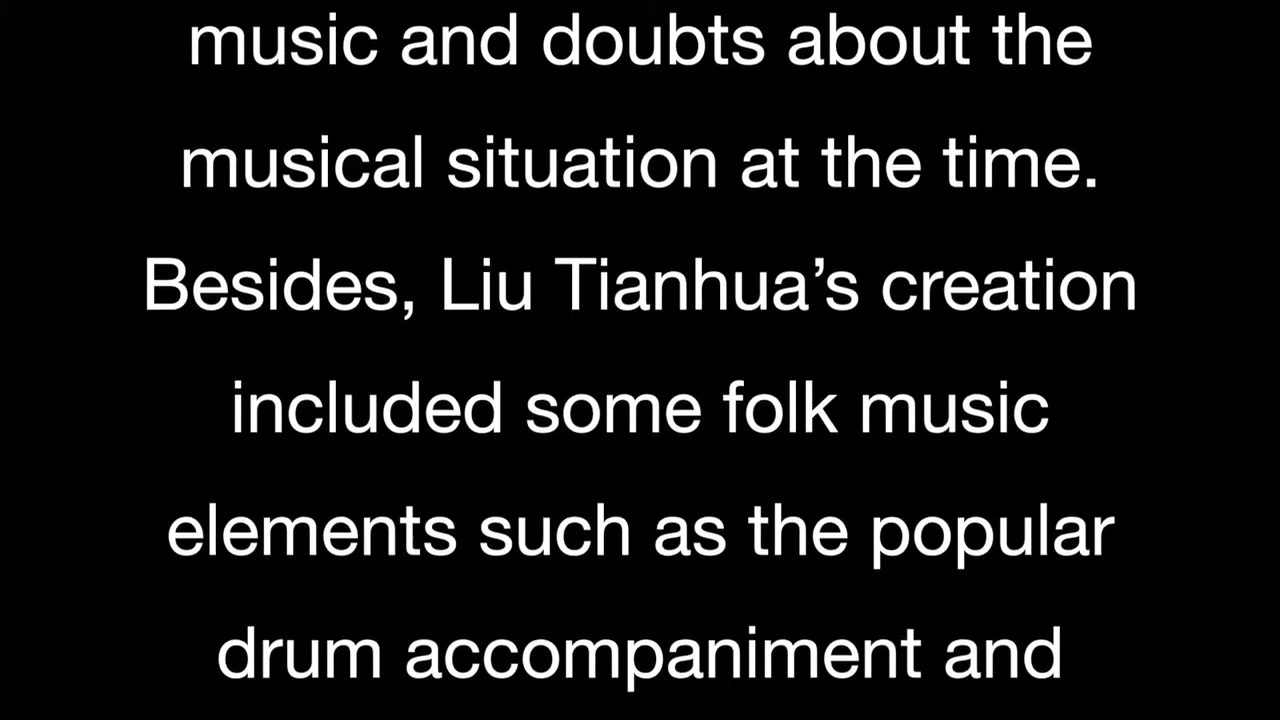 music and doubts about the
musical situation at the time.
Besides, Liu Tianhua’s creation
included some folk music
elements such as the popular
drum accompaniment and